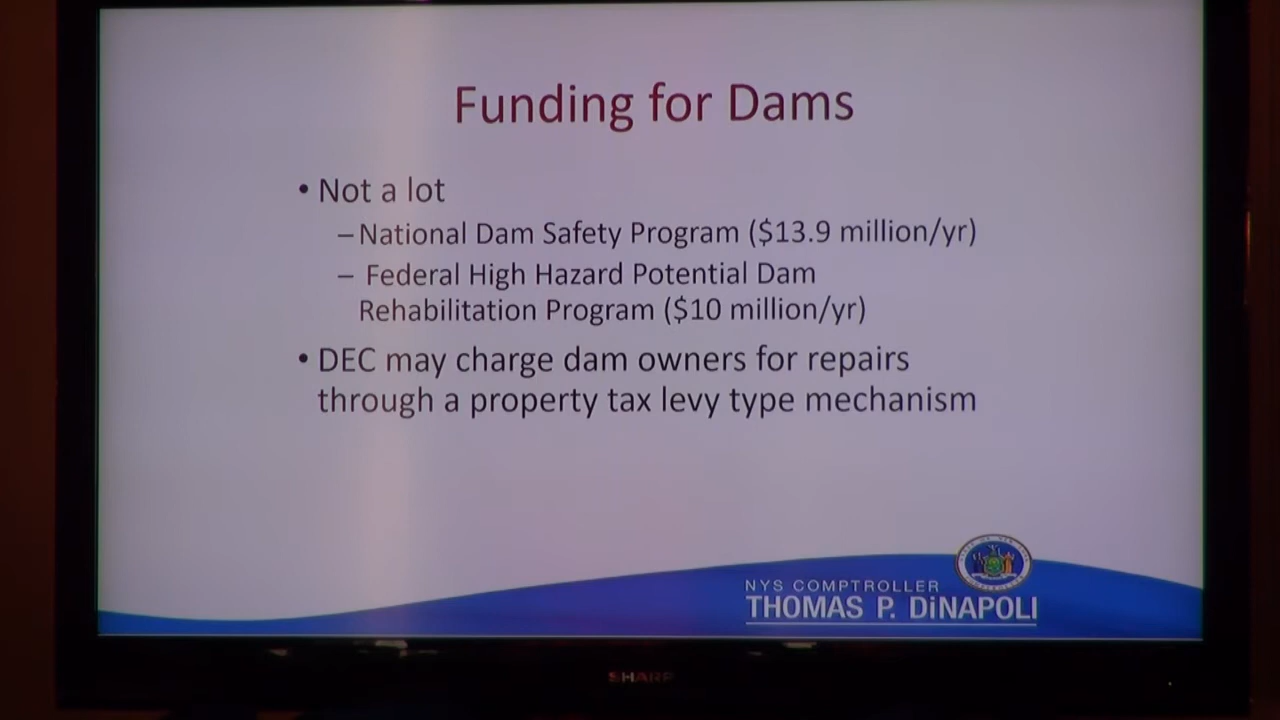 Funding for Dams
• Not a lot
– National Dam Safety Program ($13.9 million/yr)
– Federal High Hazard Potential Dam
Rehabilitation Program ($10 million/yr)
• DEC may charge dam owners for repairs
through a property tax levy type mechanism
NYS COMPTROLLER
THOMAS P. DiNAPOLI
SHARP